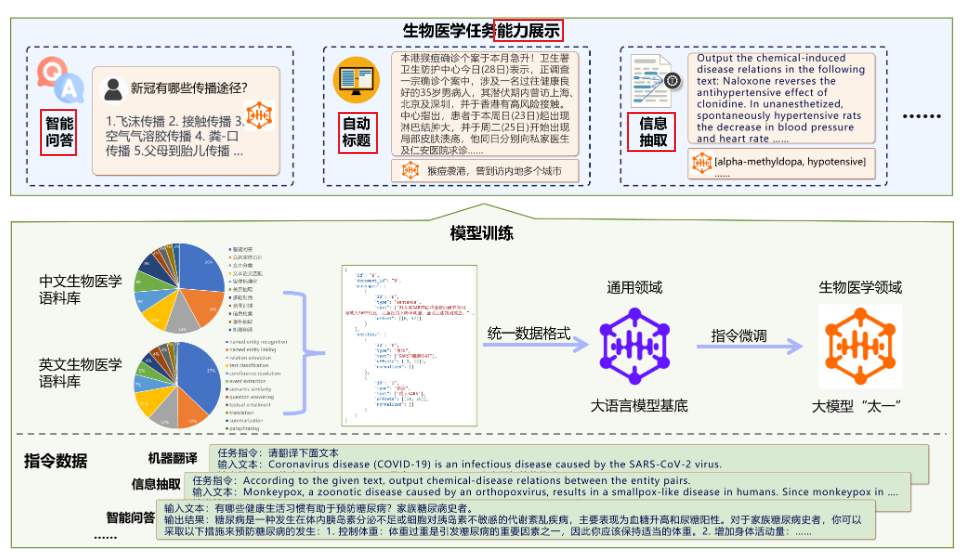 生物医学任务能力展示
智能
问答
新冠有哪些传播途径?
1.飞沫传播 2. 接触传播 3.
空气气溶胶传播 4. 粪-口
传播 5.父母到胎儿传播 ...
自动
标题
本港猴痘确诊个案于本月急升！卫生署
卫生防护中心今日(28日)表示，正调查
一宗确诊个案中，涉及一名过往健康良
好的35岁男病人，其潜伏期内曾访上海、
北京及深圳，并于香港有高风险接触。
中心指出，患者于本周日(23日)起出现
淋巴结肿大，并于周二(25日)开始出现
局部皮肤溃疡，他同日分别向私家医生
及仁安医院求诊......
猴痘袭港，曾到访内地多个城市
信息
抽取
Output the chemical-induced
disease relations in the following
text: Naloxone reverses the
antihypertensive effect of
clonidine. In unanesthetized,
spontaneously hypertensive rats
the decrease in blood pressure
and heart rate ......
[alpha-methyldopa, hypotensive]
......
......
模型训练
中文生物医学
语料库
英文生物医学
语料库
named entity recognition
named entity linking
relation extraction
text classification
coreference resolution
event extraction
semantic similarity
question answering
textual entailment
translation
summarization
paraphrasing
统一数据格式
通用领域
大语言模型基底
指令微调
生物医学领域
大模型“太一”
指令数据
机器翻译
任务指令：请翻译下面文本
输入文本：Coronavirus disease (COVID-19) is an infectious disease caused by the SARS-CoV-2 virus.
信息抽取
任务指令：According to the given text, output chemical-disease relations between the entity pairs.
输入文本：Monkeypox, a zoonotic disease caused by an orthopoxvirus, results in a smallpox-like disease in humans. Since monkeypox in ....
智能问答
输入文本：有哪些健康生活习惯有助于预防糖尿病？家族糖尿病史者。
输出结果：糖尿病是一种发生在体内胰岛素分泌不足或细胞对胰岛素不敏感的代谢紊乱疾病，主要表现为血糖升高和尿糖阳性。对于家族糖尿病史者，你可以
采取以下措施来预防糖尿病的发生：1. 控制体重：体重过重是引发糖尿病的重要因素之一，因此你应该保持适当的体重。2. 增加身体活动量：......
......